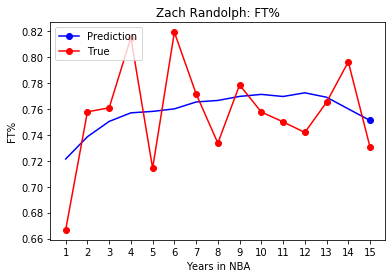 Zach Randolph: FT%
Prediction
True
FT%
0.82
0.80
0.78
0.76
0.74
0.72
0.70
0.68
0.66
1 2 3 4 5 6 7 8 9 10 11 12 13 14 15
Years in NBA